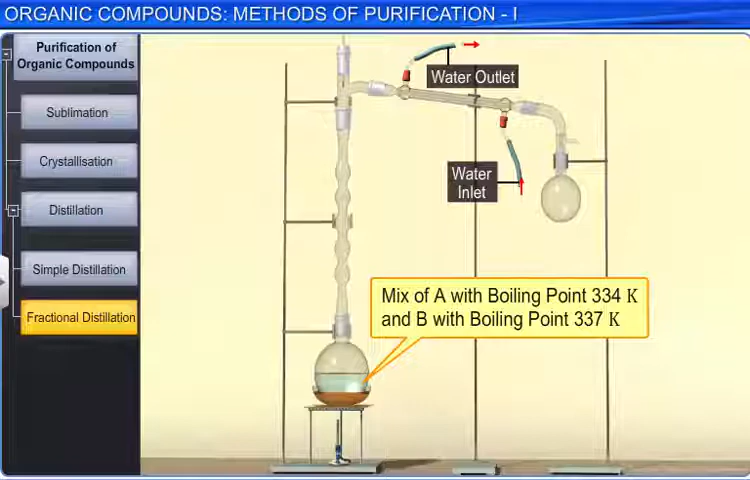 ORGANIC COMPOUNDS: METHODS OF PURIFICATION - I
Purification of
Organic Compounds
Sublimation
Crystallisation
Distillation
Simple Distillation
Fractional Distillation
Water Outlet
Water
Inlet
Mix of A with Boiling Point 334 K
and B with Boiling Point 337 K